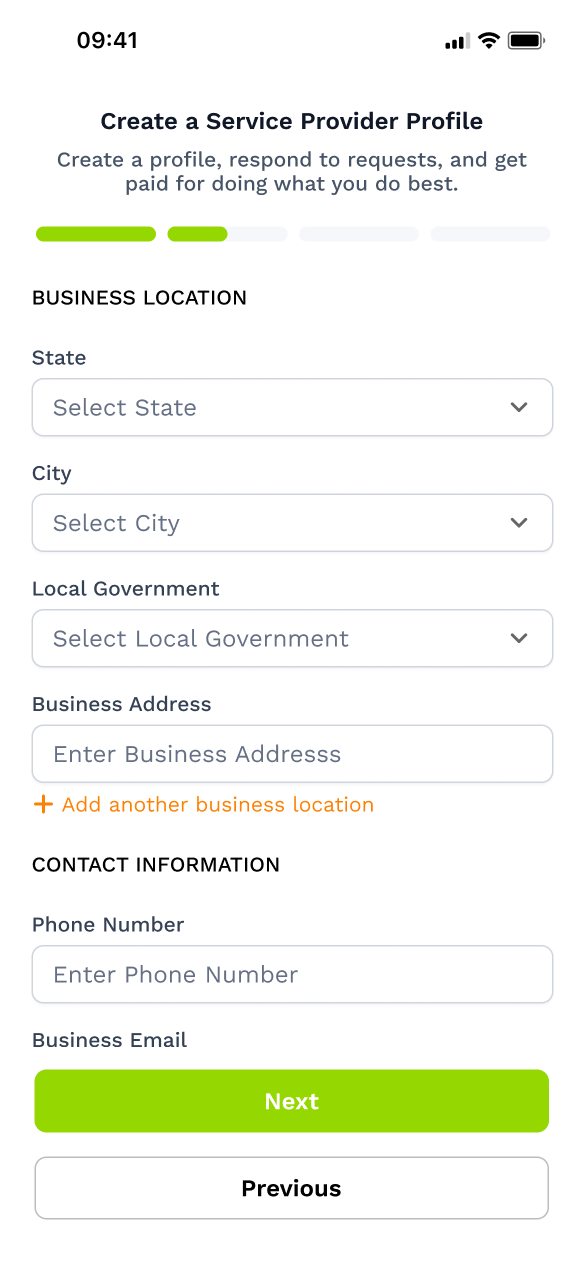 09:41
Create a Service Provider Profile
Create a profile, respond to requests, and get
paid for doing what you do best.
BUSINESS LOCATION
State
Select State
City
Select City
Local Government
Select Local Government
Business Address
Enter Business Addresss
+ Add another business location
CONTACT INFORMATION
Phone Number
Enter Phone Number
Business Email
Next
Previous